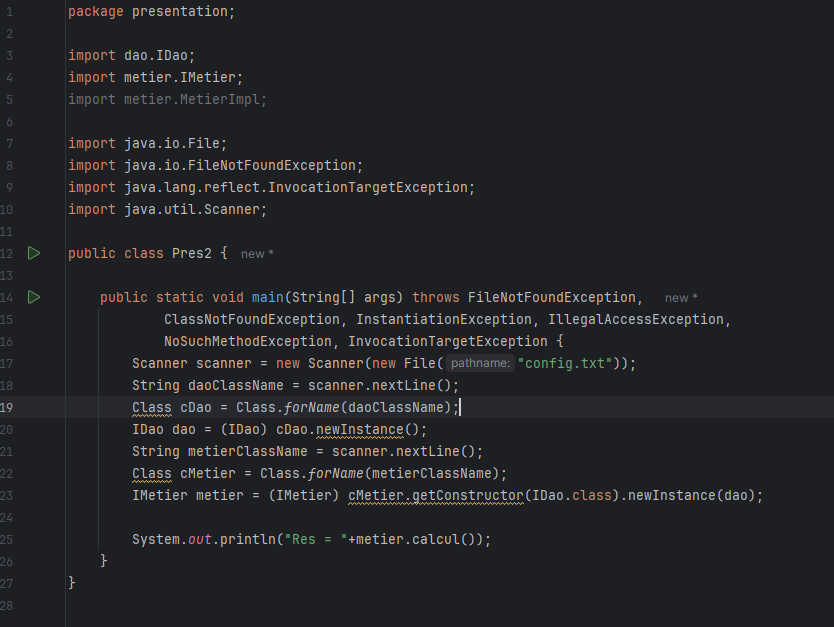 1 package presentation;
2
3 import dao.IDao;
4 import metier.IMetier;
5 import metier.MetierImpl;
6
7 import java.io.File;
8 import java.io.FileNotFoundException;
9 import java.lang.reflect.InvocationTargetException;
10 import java.util.Scanner;
11
12 public class Pres2 { new *
13
14 public static void main(String[] args) throws FileNotFoundException, new *
15 ClassNotFoundException, InstantiationException, IllegalAccessException,
16 NoSuchMethodException, InvocationTargetException {
17 Scanner scanner = new Scanner(new File( pathname: "config.txt"));
18 String daoClassName = scanner.nextLine();
19 Class cDao = Class.forName(daoClassName);
20 IDao dao = (IDao) cDao.newInstance();
21 String metierClassName = scanner.nextLine();
22 Class cMetier = Class.forName(metierClassName);
23 IMetier metier = (IMetier) cMetier.getConstructor(IDao.class).newInstance(dao);
24
25 System.out.println("Res = "+metier.calcul());
26 }
27 }
28